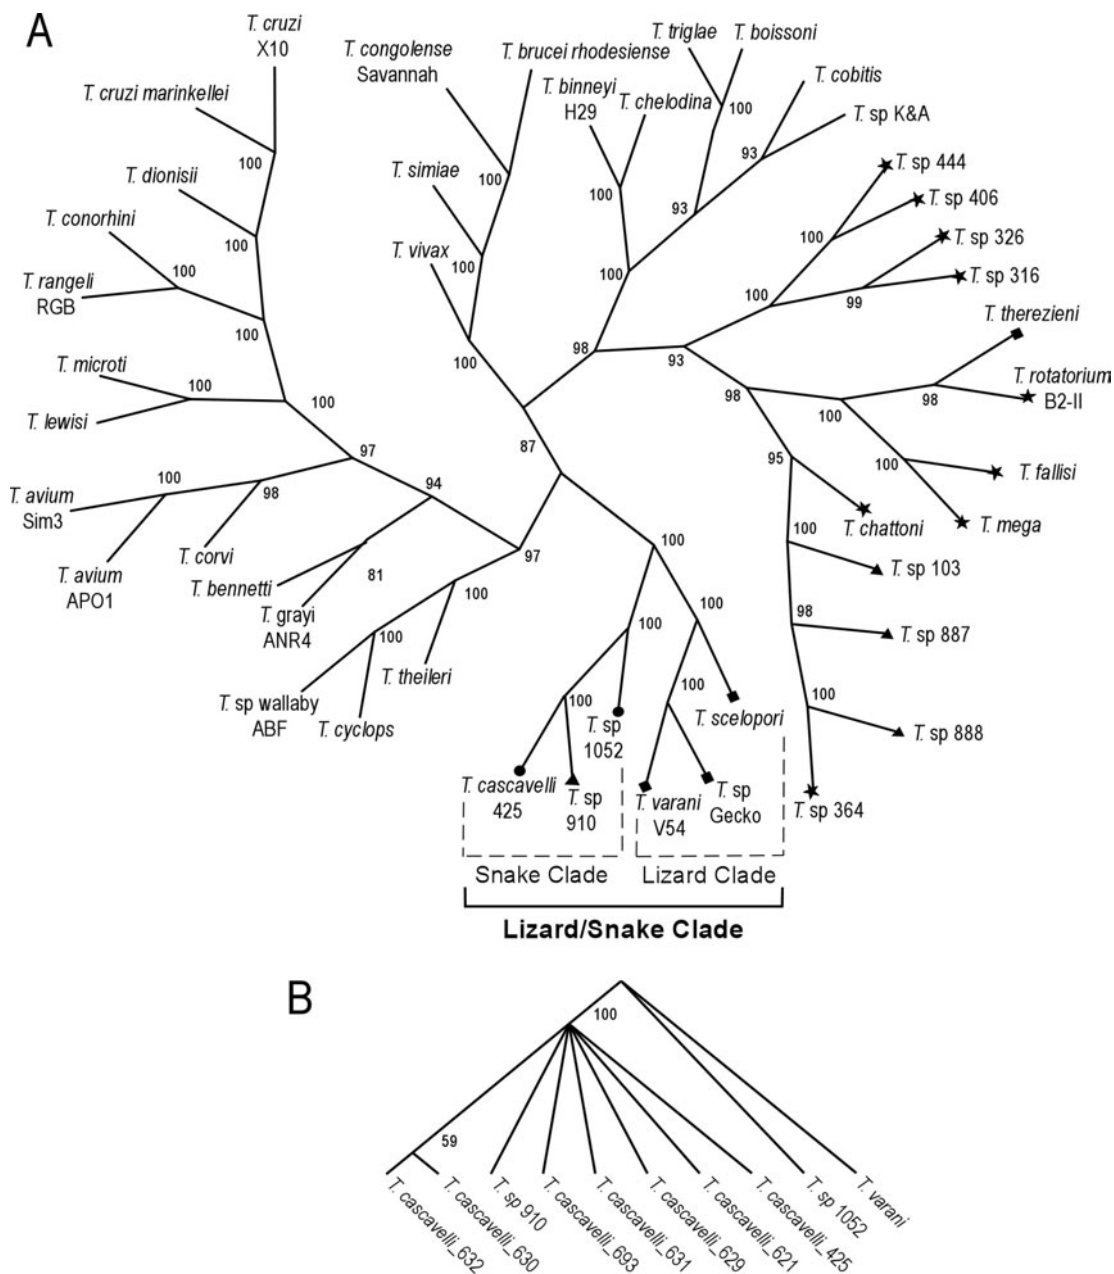 A
T. cruzi
X10
T. congolense
Savannah
T. brucei rhodesiense
T. triglae
T. boissoni
T. binneyi
H29
T. chelodina
T. cobitis
T. sp K&A
T. cruzi marinkellei
100
100
93
T. sp 444
100
T. dionisii
T. simiae
100
100
93
T. sp 406
T. conorhini
100
T. vivax
100
T. sp 326
100
100
100
T. sp 316
T. rangeli
RGB
100
99
T. therezieni
100
98
93
T. microti
100
100
98
T. rotatorium
B2-II
T. lewisi
100
98
100
97
87
95
100
T. fallisi
T. avium
Sim3
100
98
94
T. chattoni
T. mega
T. corvi
97
100
100
T. sp 103
T. avium
APO1
T. bennetti
81
100
100
98
T. sp 887
T. grayi
ANR4
100
100
T. theileri
100
100
100
T. scelopori
T. sp 888
T. sp wallaby
ABF
T. cyclops
T. sp
1052
T. cascavelli
425
T. sp
910
T. varani
V54
T. sp
Gecko
T. sp 364
Snake Clade
Lizard Clade
Lizard/Snake Clade
B
100
59
T. cascavelli_632
T. cascavelli_630
T. sp 910
T. cascavelli_693
T. cascavelli_631
T. cascavelli_629
T. cascavelli_621
T. cascavelli_425
T. sp 1052
T. varani